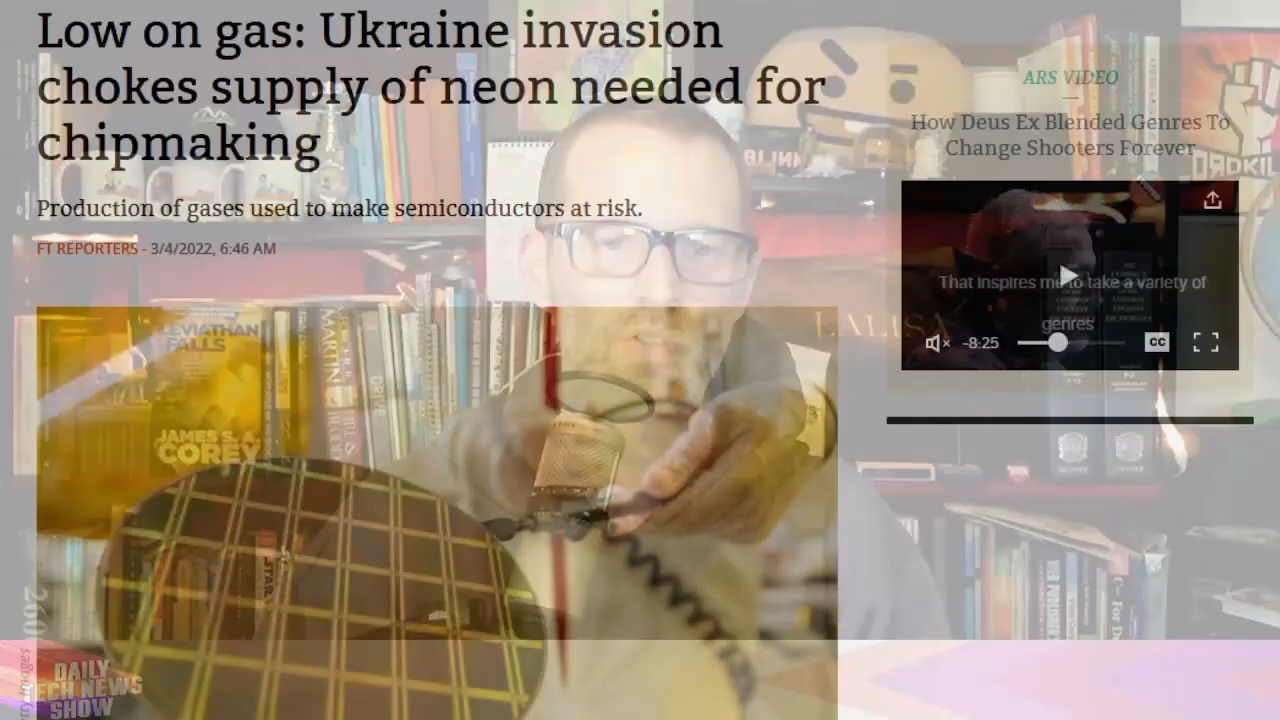 Low on gas: Ukraine invasion
chokes supply of neon needed for
chipmaking
Production of gases used to make semiconductors at risk.
FT REPORTERS - 3/4/2022, 6:46 AM
ARS VIDEO
How Deus Ex Blended Genres To
Change Shooters Forever
That inspires me to take a variety of
genres
-8:25
CC
LEVIATHAN
FALLS
JAMES S. A.
COREY
MARTIN
DRIVE
DAILY
TECH NEWS
SHOW